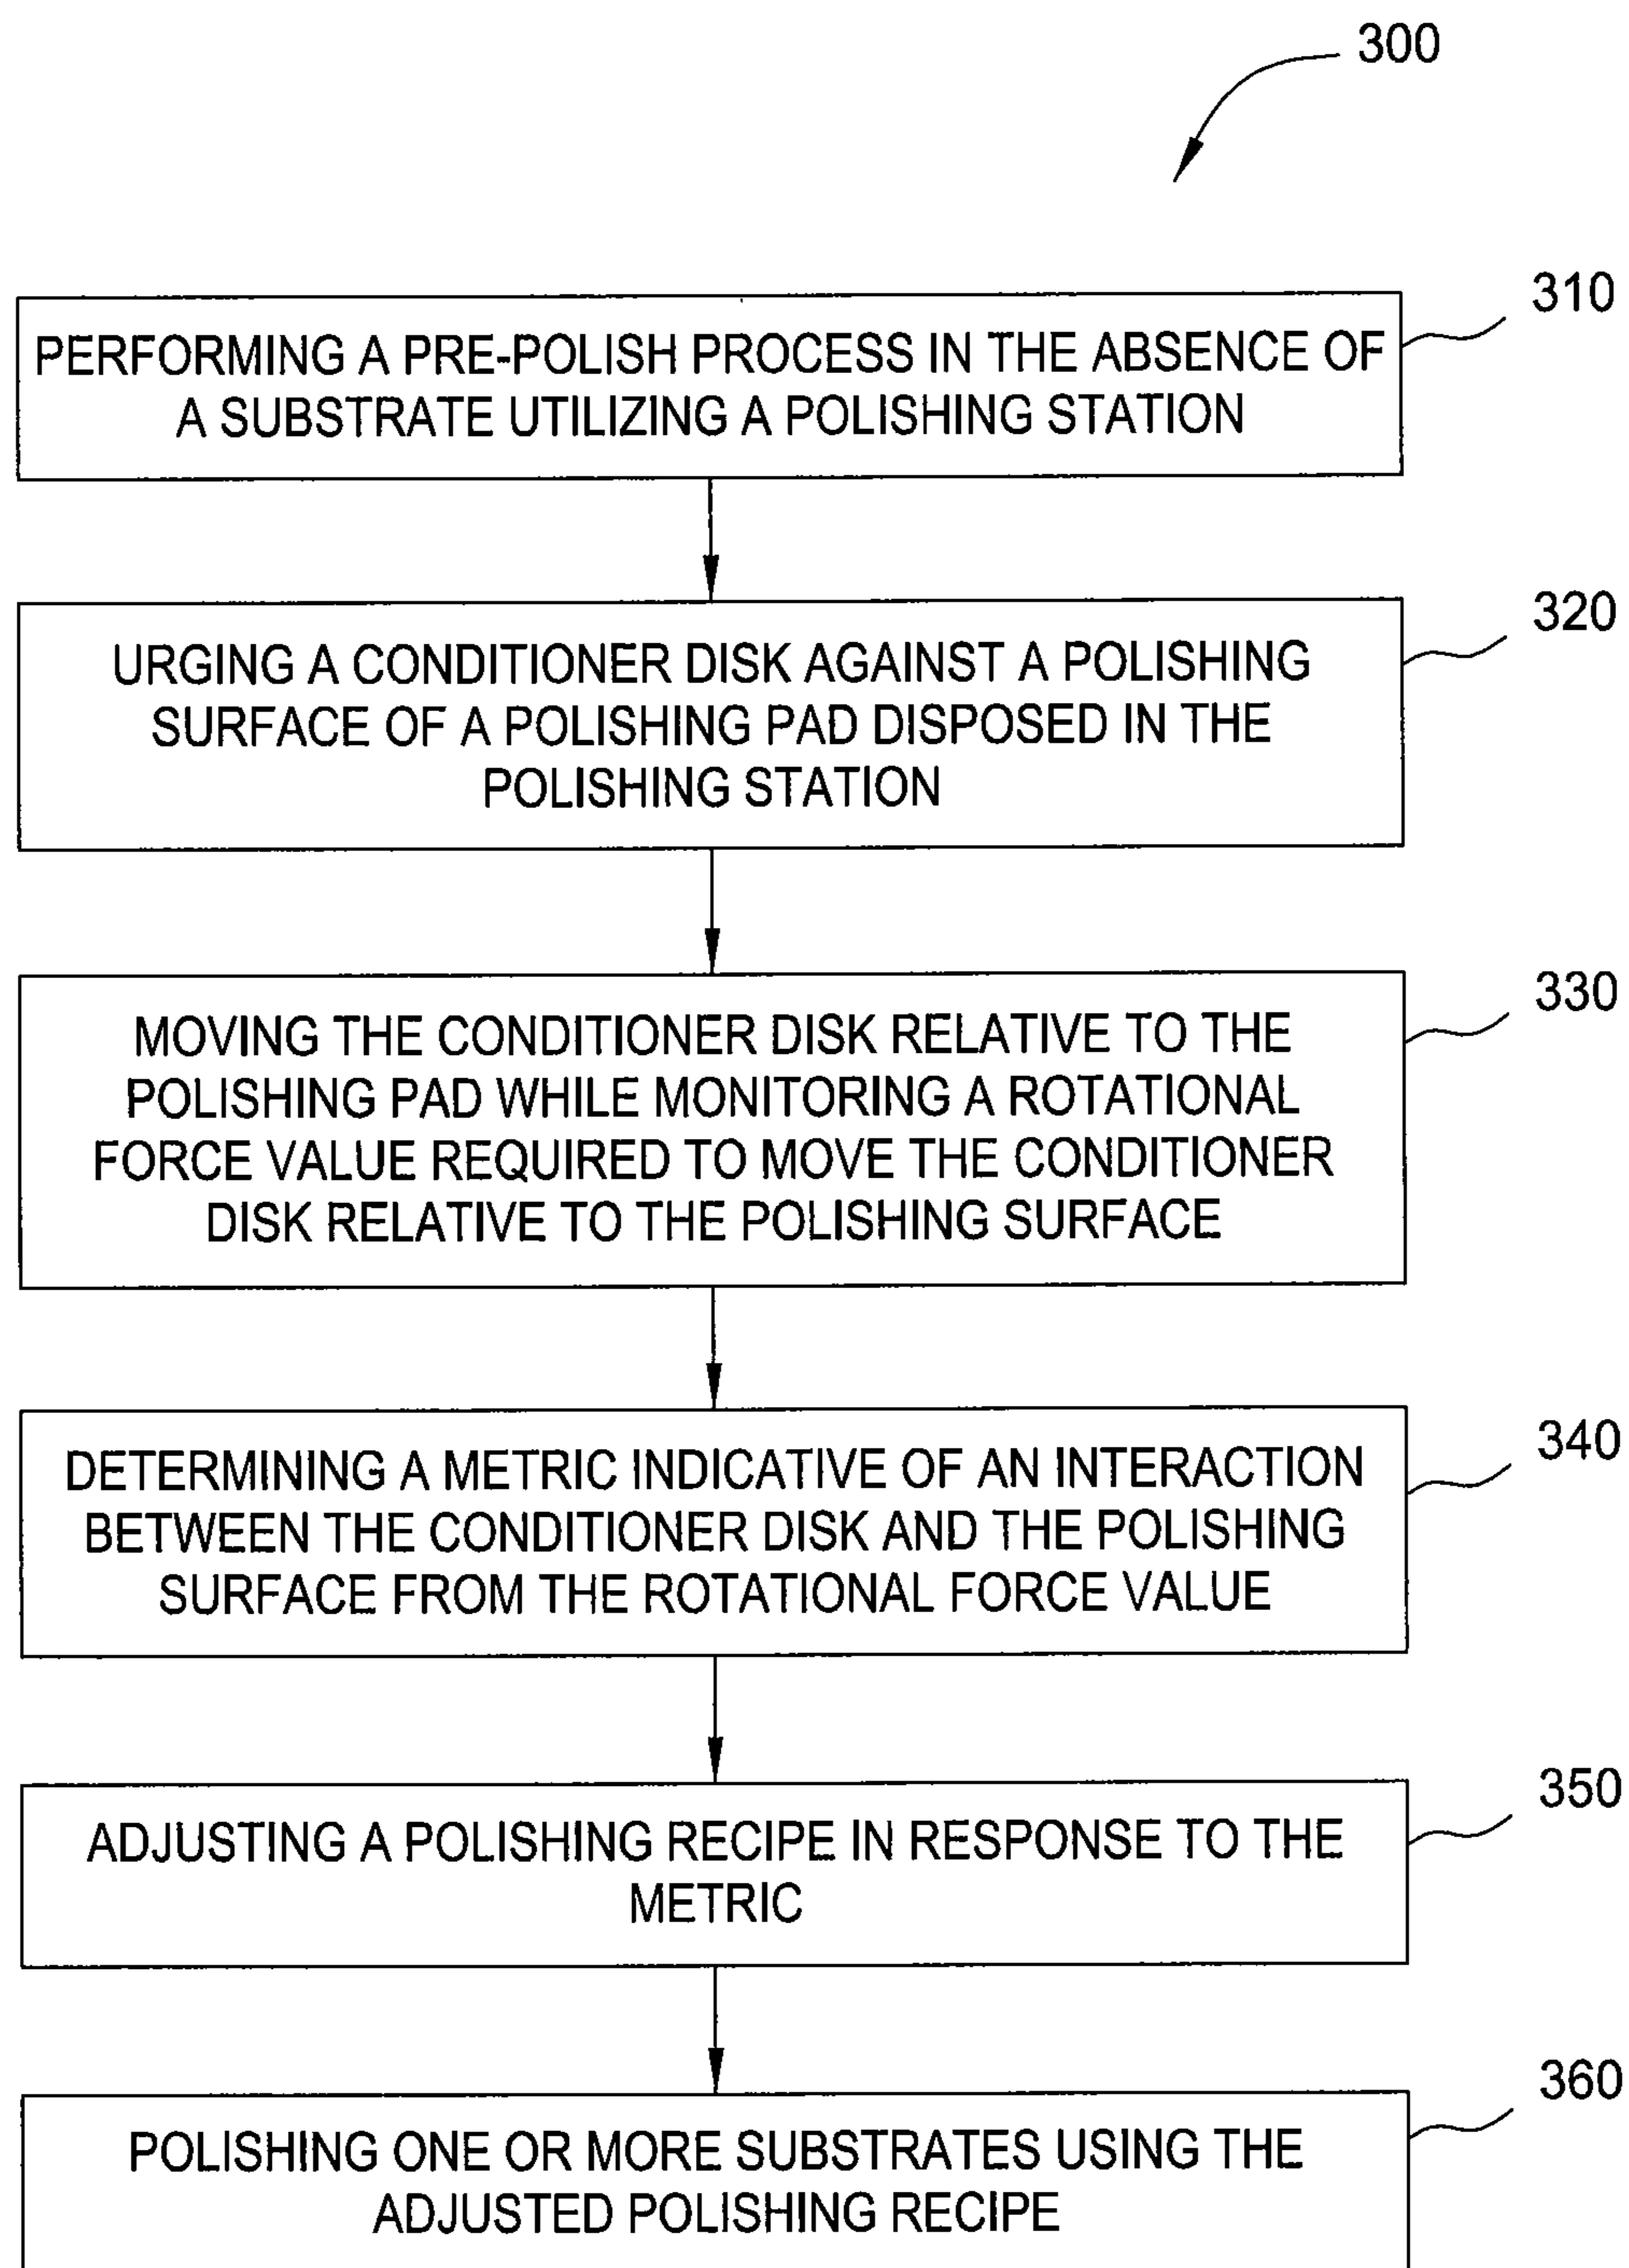 300
310
PERFORMING A PRE-POLISH PROCESS IN THE ABSENCE OF
A SUBSTRATE UTILIZING A POLISHING STATION
320
URGING A CONDITIONER DISK AGAINST A POLISHING
SURFACE OF A POLISHING PAD DISPOSED IN THE
POLISHING STATION
330
MOVING THE CONDITIONER DISK RELATIVE TO THE
POLISHING PAD WHILE MONITORING A ROTATIONAL
FORCE VALUE REQUIRED TO MOVE THE CONDITIONER
DISK RELATIVE TO THE POLISHING SURFACE
340
DETERMINING A METRIC INDICATIVE OF AN INTERACTION
BETWEEN THE CONDITIONER DISK AND THE POLISHING
SURFACE FROM THE ROTATIONAL FORCE VALUE
350
ADJUSTING A POLISHING RECIPE IN RESPONSE TO THE
METRIC
360
POLISHING ONE OR MORE SUBSTRATES USING THE
ADJUSTED POLISHING RECIPE